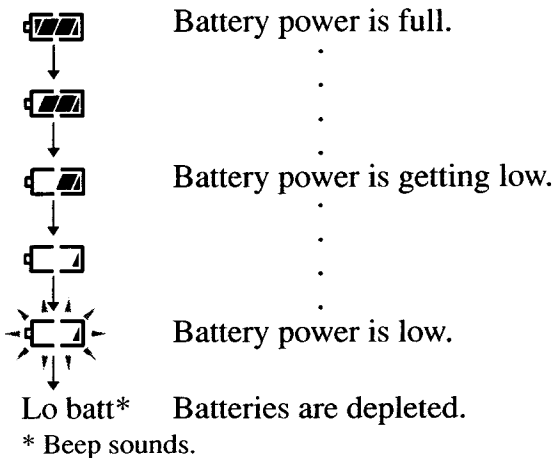 Battery power is full.
Battery power is getting low.
Battery power is low.
Lo batt* Batteries are depleted.
* Beep sounds.